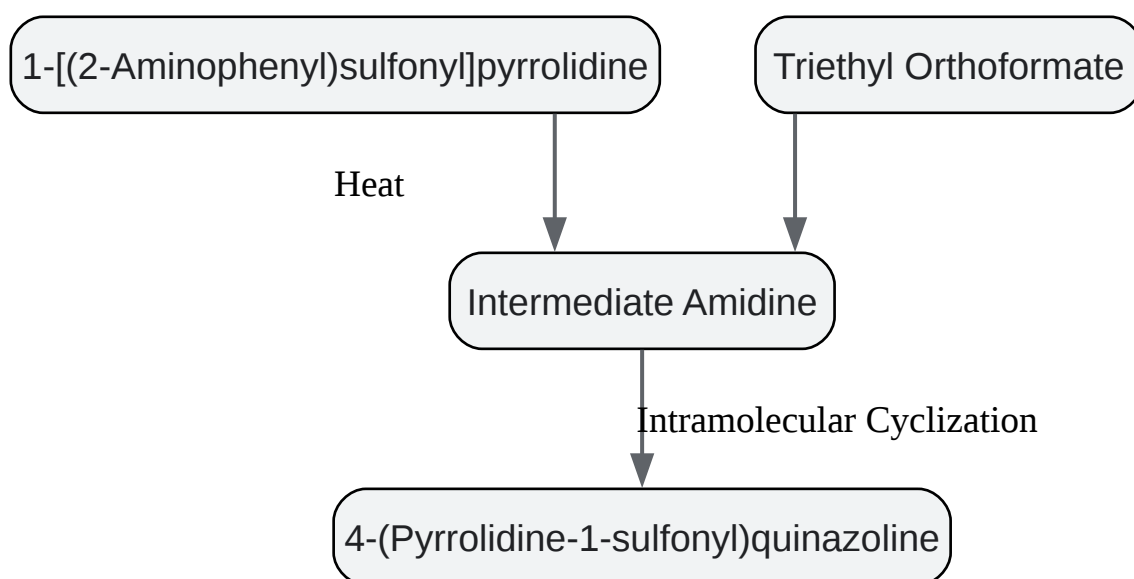 1-[(2-Aminophenyl)sulfonyl]pyrrolidine
Triethyl Orthoformate
Heat
Intermediate Amidine
Intramolecular Cyclization
4-(Pyrrolidine-1-sulfonyl)quinazoline